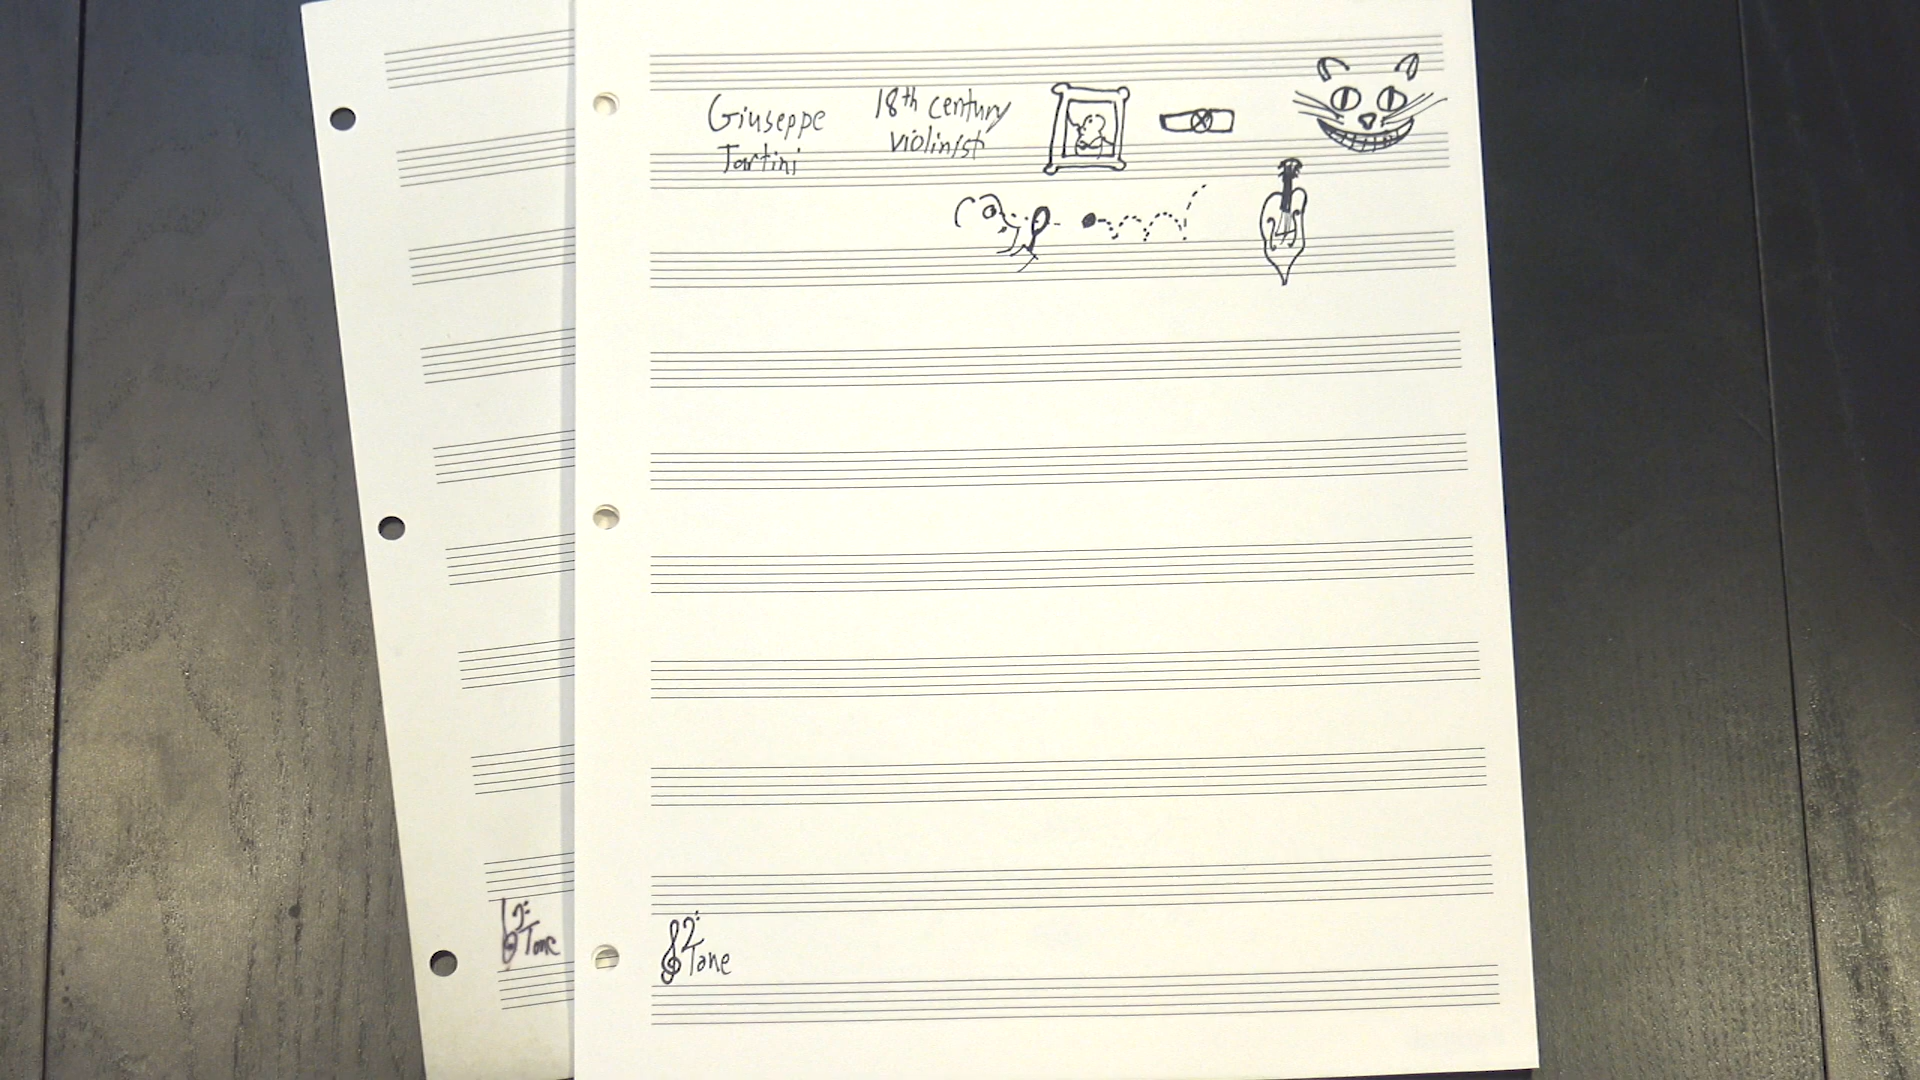 Giuseppe
Tartini
18th century
violinist
Tone
Tone